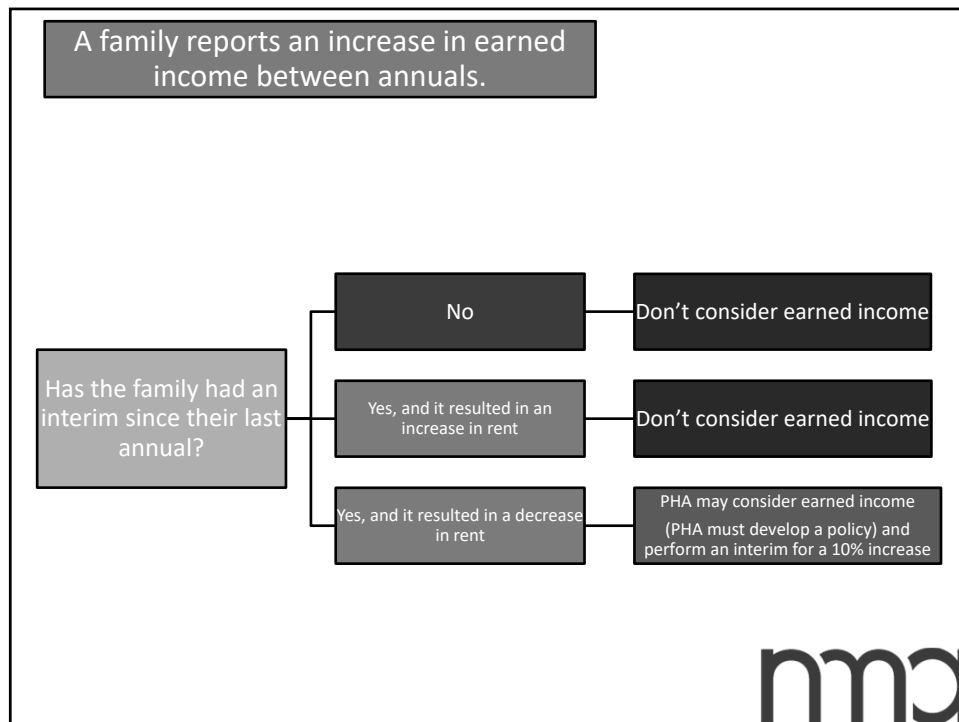 A family reports an increase in earned
income between annuals.
Has the family had an
interim since their last
annual?
No
Don’t consider earned income
Yes, and it resulted in an
increase in rent
Don’t consider earned income
Yes, and it resulted in a decrease
in rent
PHA may consider earned income
(PHA must develop a policy) and
perform an interim for a 10% increase
nma